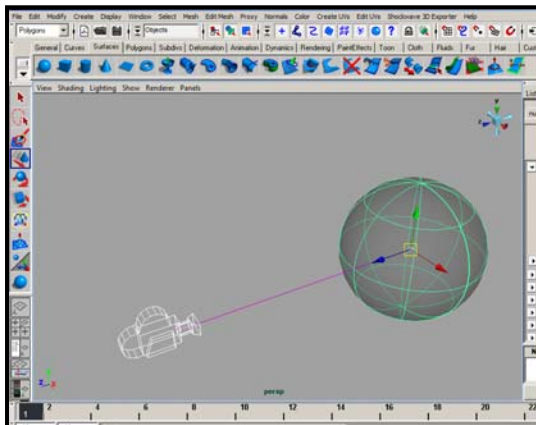 File Edit Modify Create Display Window Select Mesh Edit Mesh Proxy Normals Color Create UVs Edit UVs Shockwave 3D Exporter Help
Polygons Objects
General Curves Surfaces Polygons Subdivs Deformation Animation Dynamics Rendering PaintEffects Toon Cloth Fluids Fur Hair Cust
View Shading Lighting Show Renderer Panels
List
y
z
z x
persp
1 2 4 6 8 10 12 14 16 18 20 22